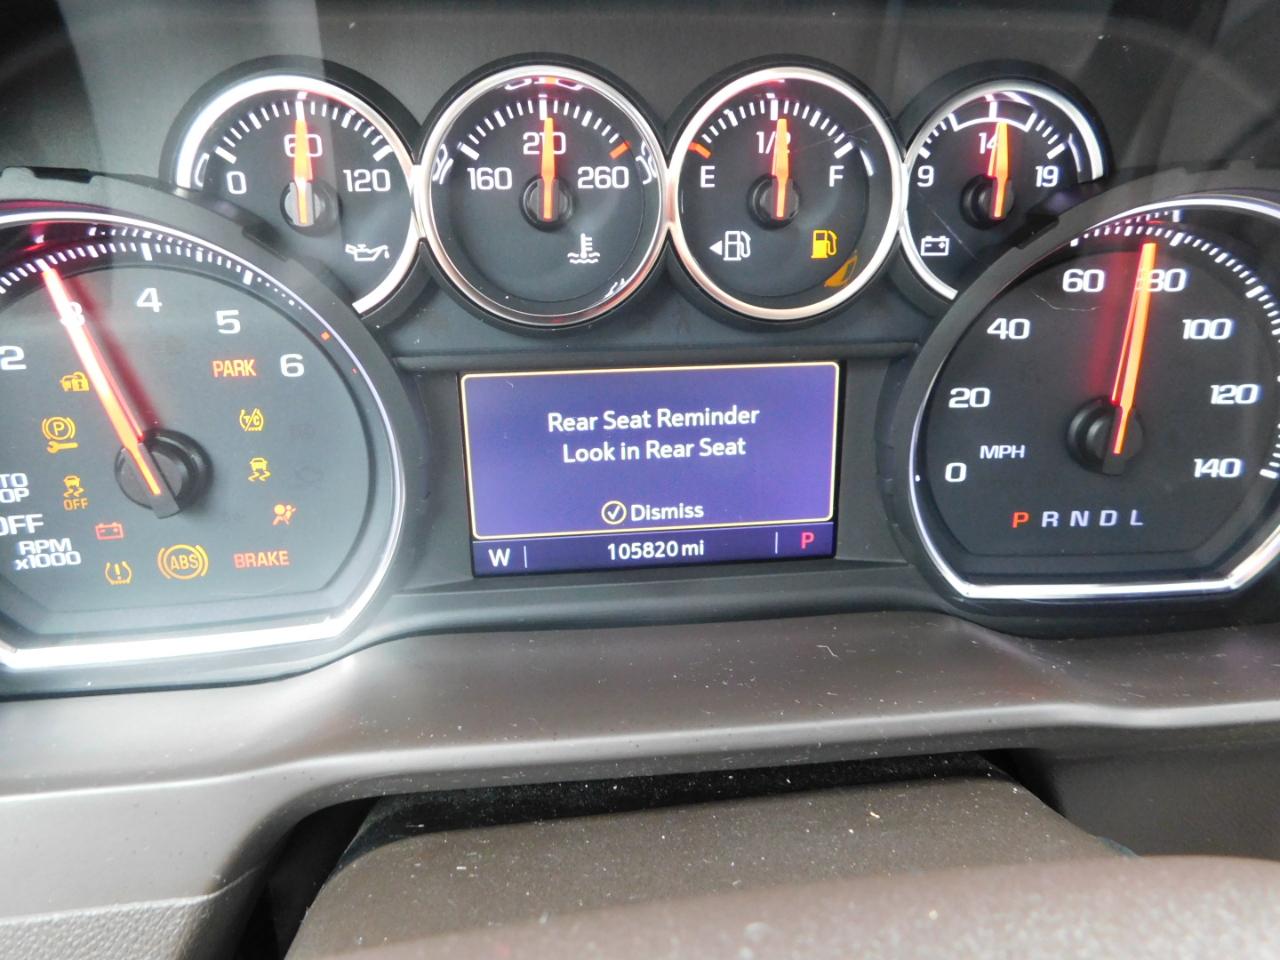 0 60 120
160 210 260
E 1/2 F
9 14 19
2 3 4 5 6
PARK
P
T/C
OFF
OFF
RPM
x1000
ABS
BRAKE
Rear Seat Reminder
Look in Rear Seat
Dismiss
W 105820 mi P
0 20 40 60 80 100 120 140
MPH
P R N D L